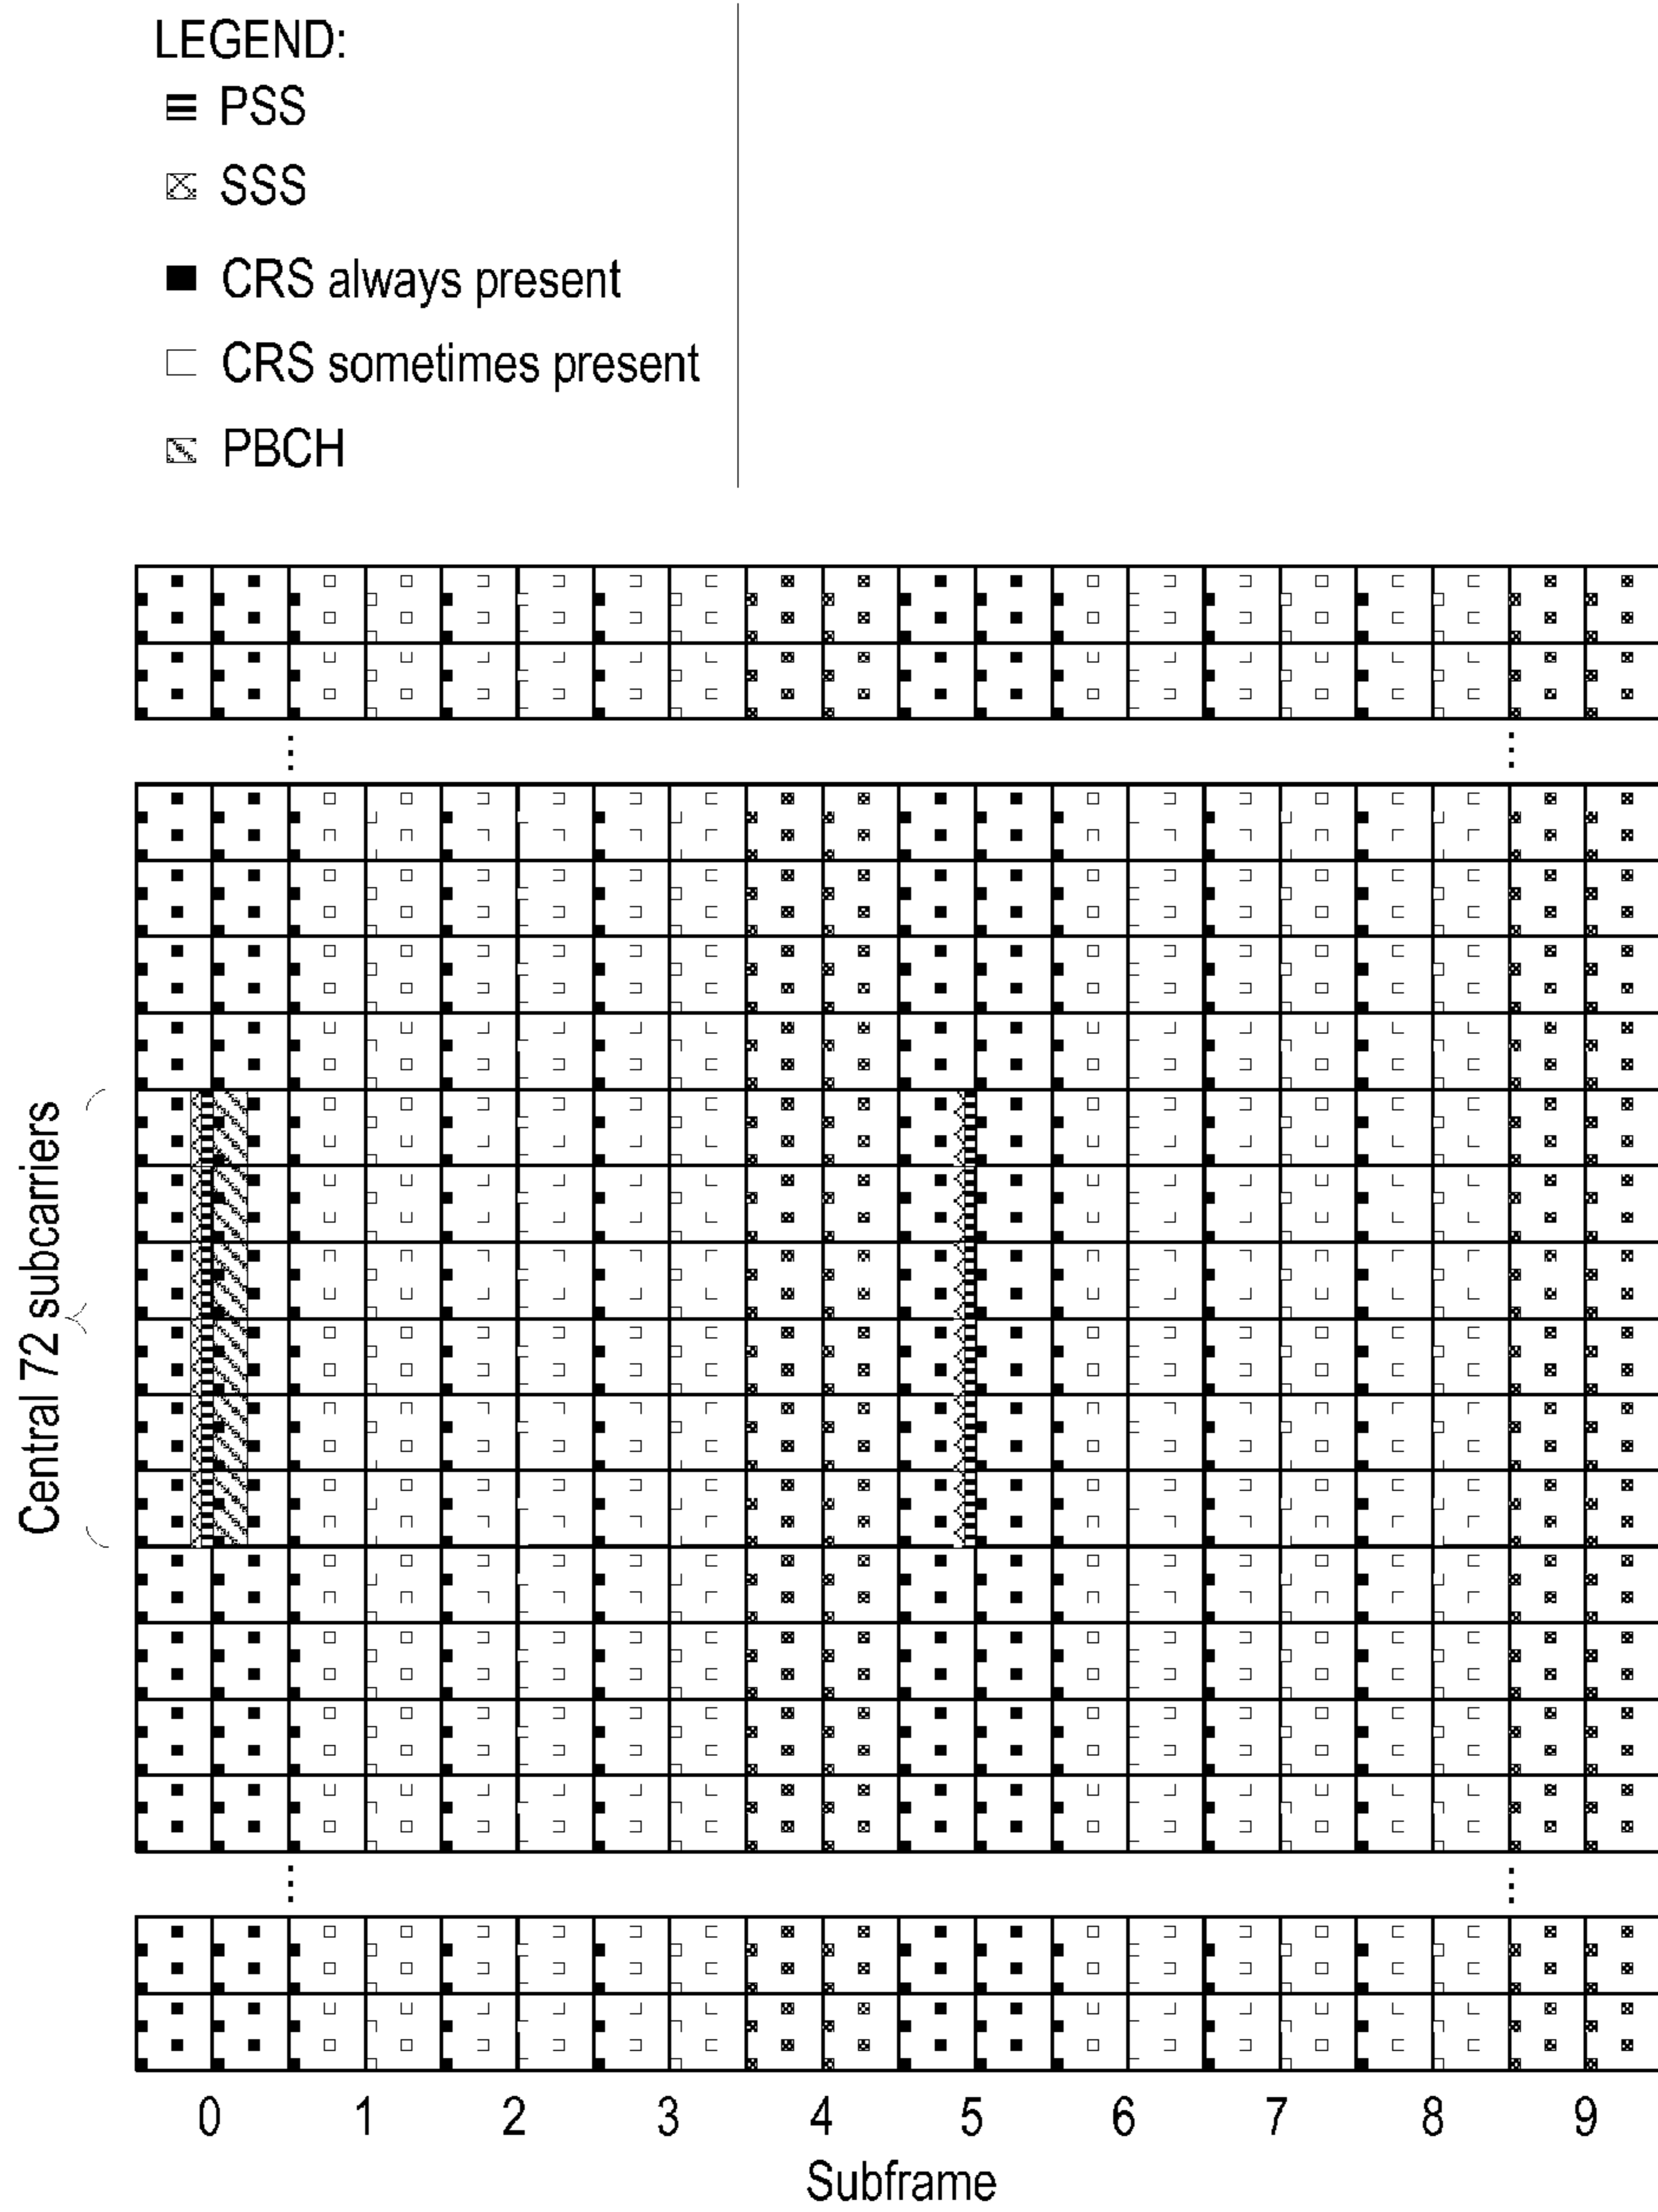 LEGEND:
PSS
SSS
CRS always present
CRS sometimes present
PBCH
Central 72 subcarriers
0 1 2 3 4 5 6 7 8 9
Subframe